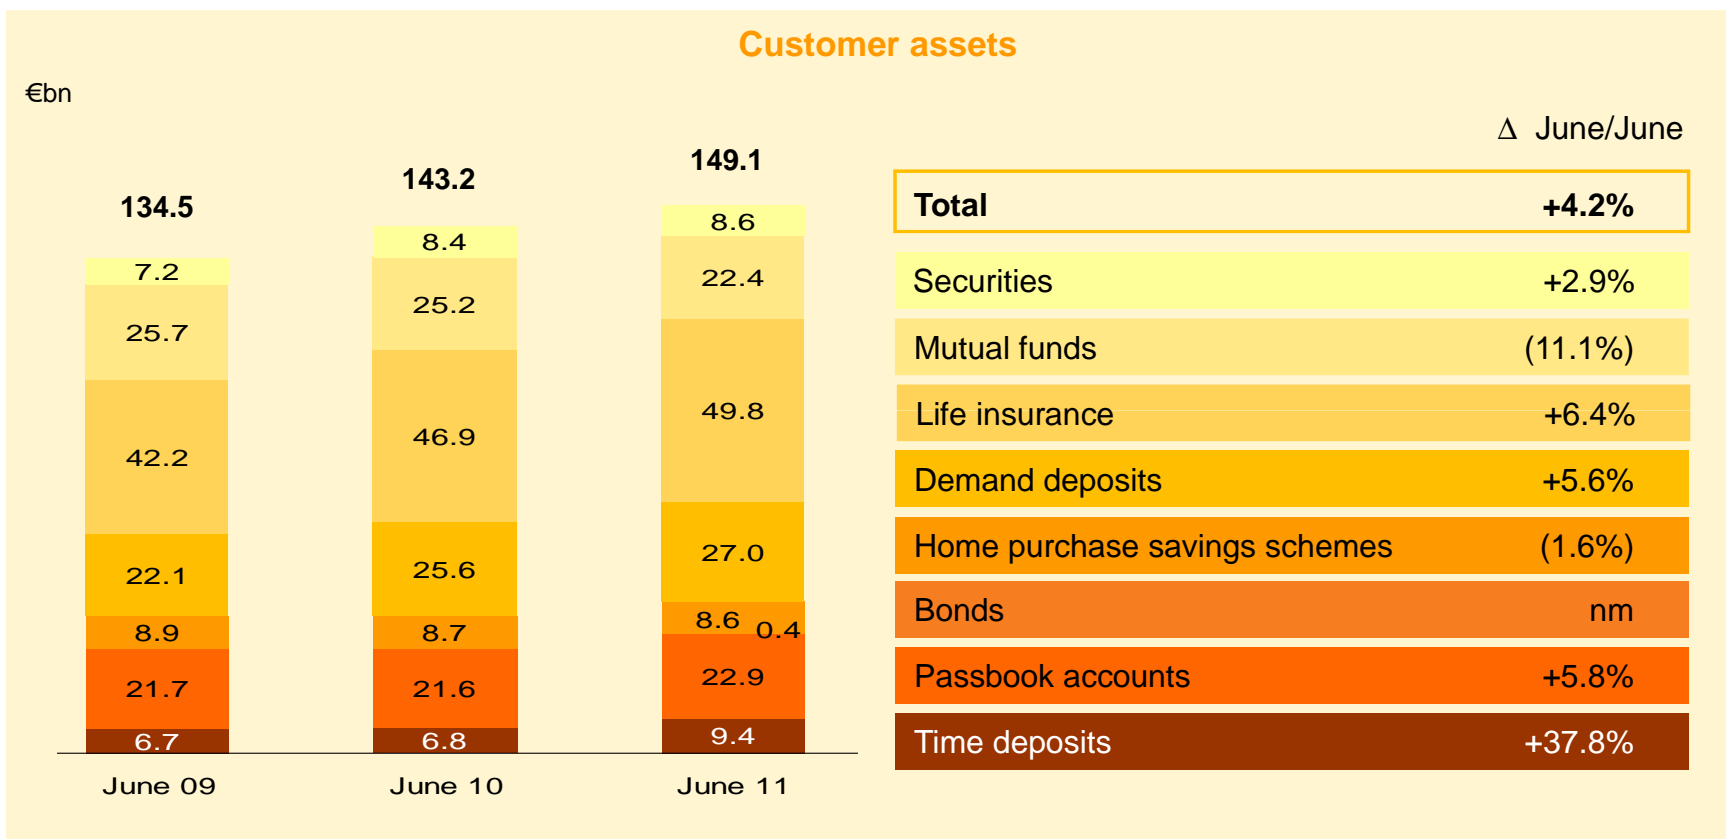 Customer assets
€bn
Δ June/June
134.5
143.2
149.1
7.2
25.7
42.2
22.1
8.9
21.7
6.7
8.4
25.2
46.9
25.6
8.7
21.6
6.8
8.6
22.4
49.8
27.0
8.6
0.4
22.9
9.4
June 09
June 10
June 11
Total +4.2%
Securities +2.9%
Mutual funds (11.1%)
Life insurance +6.4%
Demand deposits +5.6%
Home purchase savings schemes (1.6%)
Bonds nm
Passbook accounts +5.8%
Time deposits +37.8%